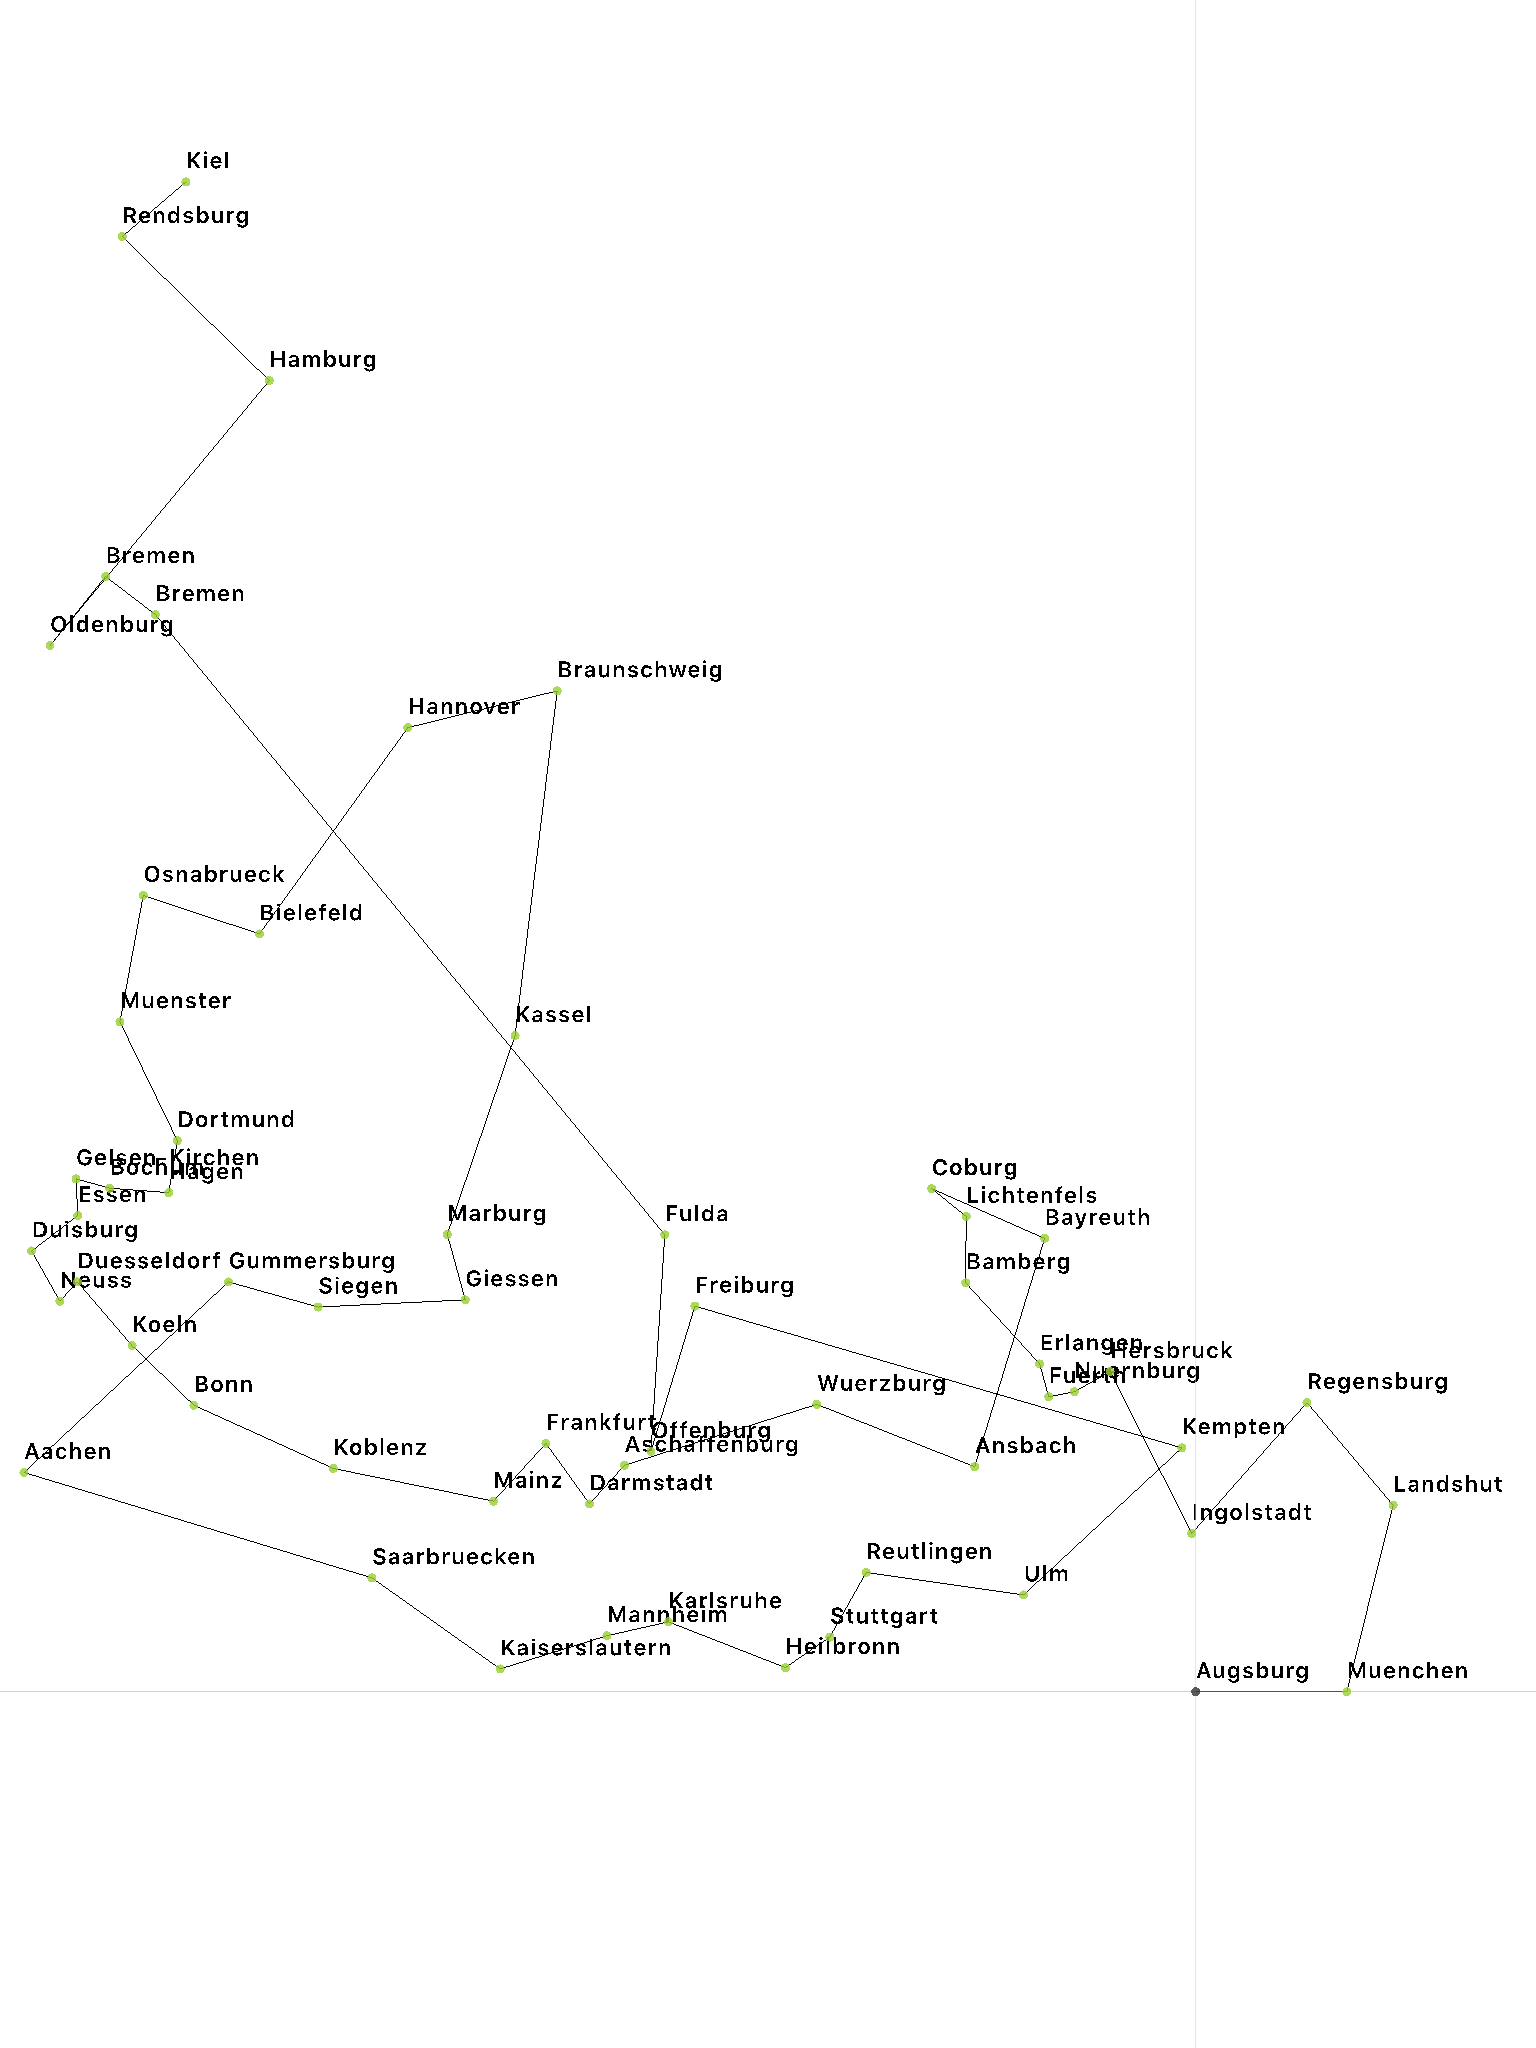 Kiel
Rendsburg
Hamburg
Bremen
Bremen
Oldenburg
Braunschweig
Hannover
Osnabrueck
Bielefeld
Muenster
Kassel
Dortmund
Gelsen-Kirchen
Bochum
Hagen
Coburg
Essen
Lichtenfels
Marburg
Fulda
Bayreuth
Duisburg
Duesseldorf
Gummersburg
Bamberg
Neuss
Siegen
Giessen
Freiburg
Koeln
Erlangen
Hersbruck
Fuerth
Nuernburg
Bonn
Wuerzburg
Regensburg
Frankfurt
Offenburg
Kempten
Aachen
Koblenz
Aschaffenburg
Ansbach
Mainz
Darmstadt
Landshut
Ingolstadt
Saarbruecken
Reutlingen
Ulm
Karlsruhe
Mannheim
Stuttgart
Kaiserslautern
Heilbronn
Augsburg
Muenchen